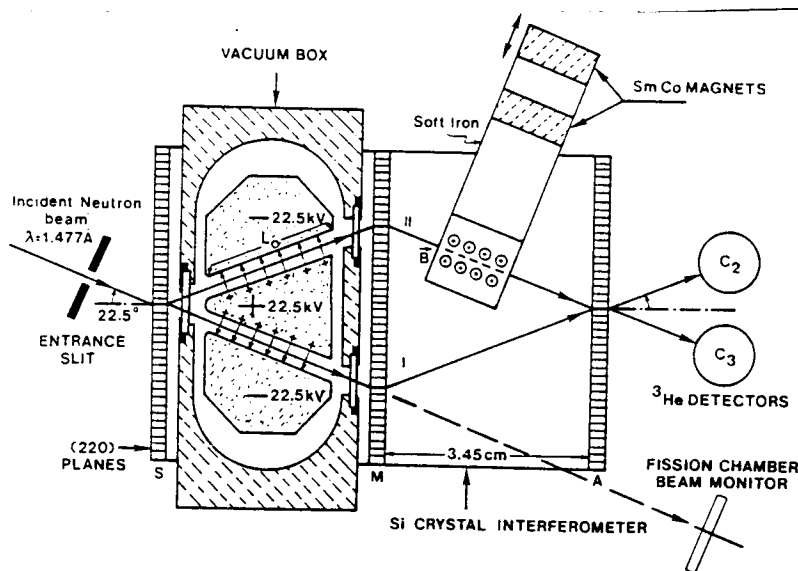 VACUUM BOX
Sm Co MAGNETS
Soft Iron
Incident Neutron
beam
λ=1.477Å
−22.5kV
L₀
II
B⃗
+22.5kV
22.5°
ENTRANCE
SLIT
I
−22.5kV
C₂
C₃
³He DETECTORS
(220)
PLANES
S
M
3.45cm
A
FISSION CHAMBER
BEAM MONITOR
Si CRYSTAL INTERFEROMETER